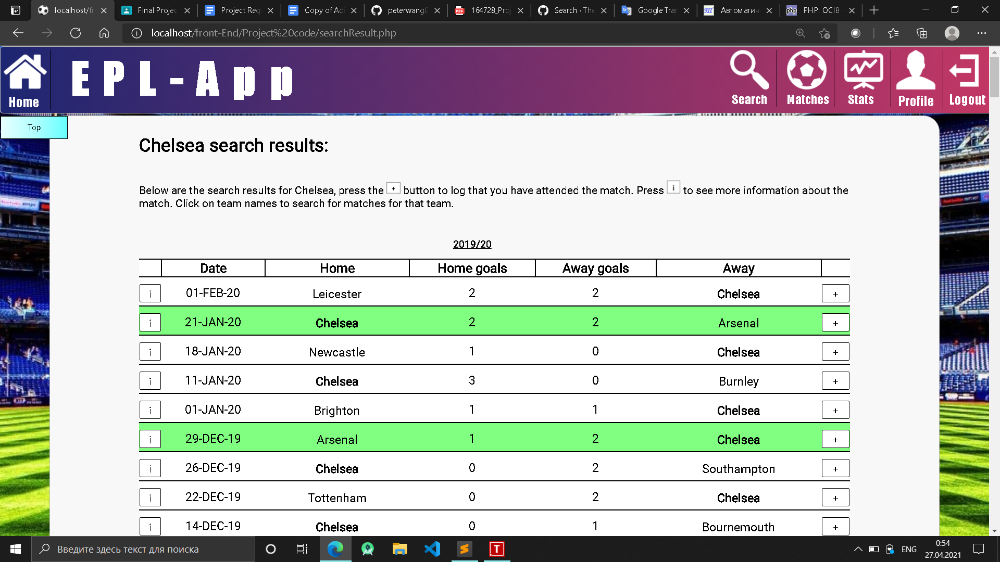 localhost/fr
Final Projec
Project Req
Copy of Ad
peterwang0
164728_Proj
Search · The
Google Tran
Автоматич
PHP: OCI8 -
localhost/front-End/Project%20code/searchResult.php
Home
EPL-App
Search
Matches
Stats
Profile
Logout
Top
Chelsea search results:
Below are the search results for Chelsea, press the + button to log that you have attended the match. Press i to see more information about the
match. Click on team names to search for matches for that team.
2019/20
Date Home Home goals Away goals Away
i 01-FEB-20 Leicester 2 2 Chelsea +
i 21-JAN-20 Chelsea 2 2 Arsenal +
i 18-JAN-20 Newcastle 1 0 Chelsea +
i 11-JAN-20 Chelsea 3 0 Burnley +
i 01-JAN-20 Brighton 1 1 Chelsea +
i 29-DEC-19 Arsenal 1 2 Chelsea +
i 26-DEC-19 Chelsea 0 2 Southampton +
i 22-DEC-19 Tottenham 0 2 Chelsea +
i 14-DEC-19 Chelsea 0 1 Bournemouth +
Введите здесь текст для поиска
ENG
0:54
27.04.2021